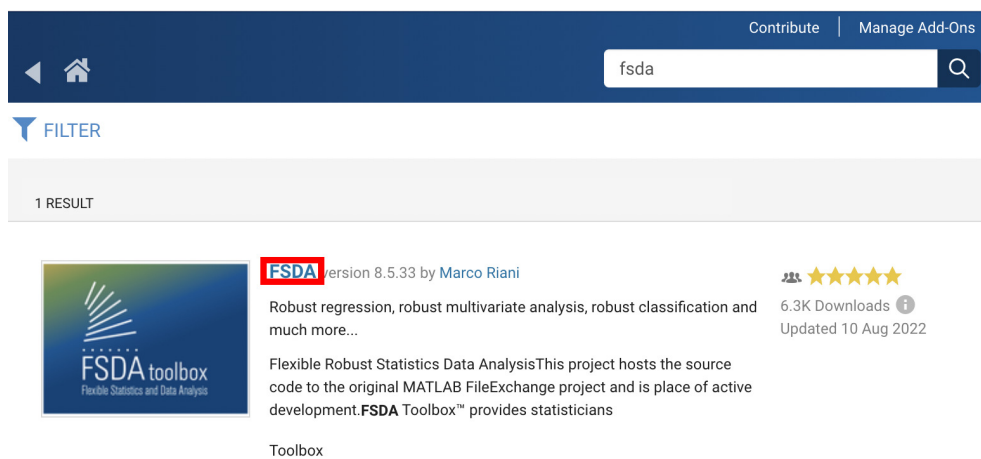 Contribute | Manage Add-Ons
fsda
FILTER
1 RESULT
FSDA version 8.5.33 by Marco Riani
Robust regression, robust multivariate analysis, robust classification and
much more...
Flexible Robust Statistics Data AnalysisThis project hosts the source
code to the original MATLAB FileExchange project and is place of active
development.FSDA Toolbox™ provides statisticians
Toolbox
6.3K Downloads
Updated 10 Aug 2022
FSDA toolbox
Flexible Statistics and Data Analysis